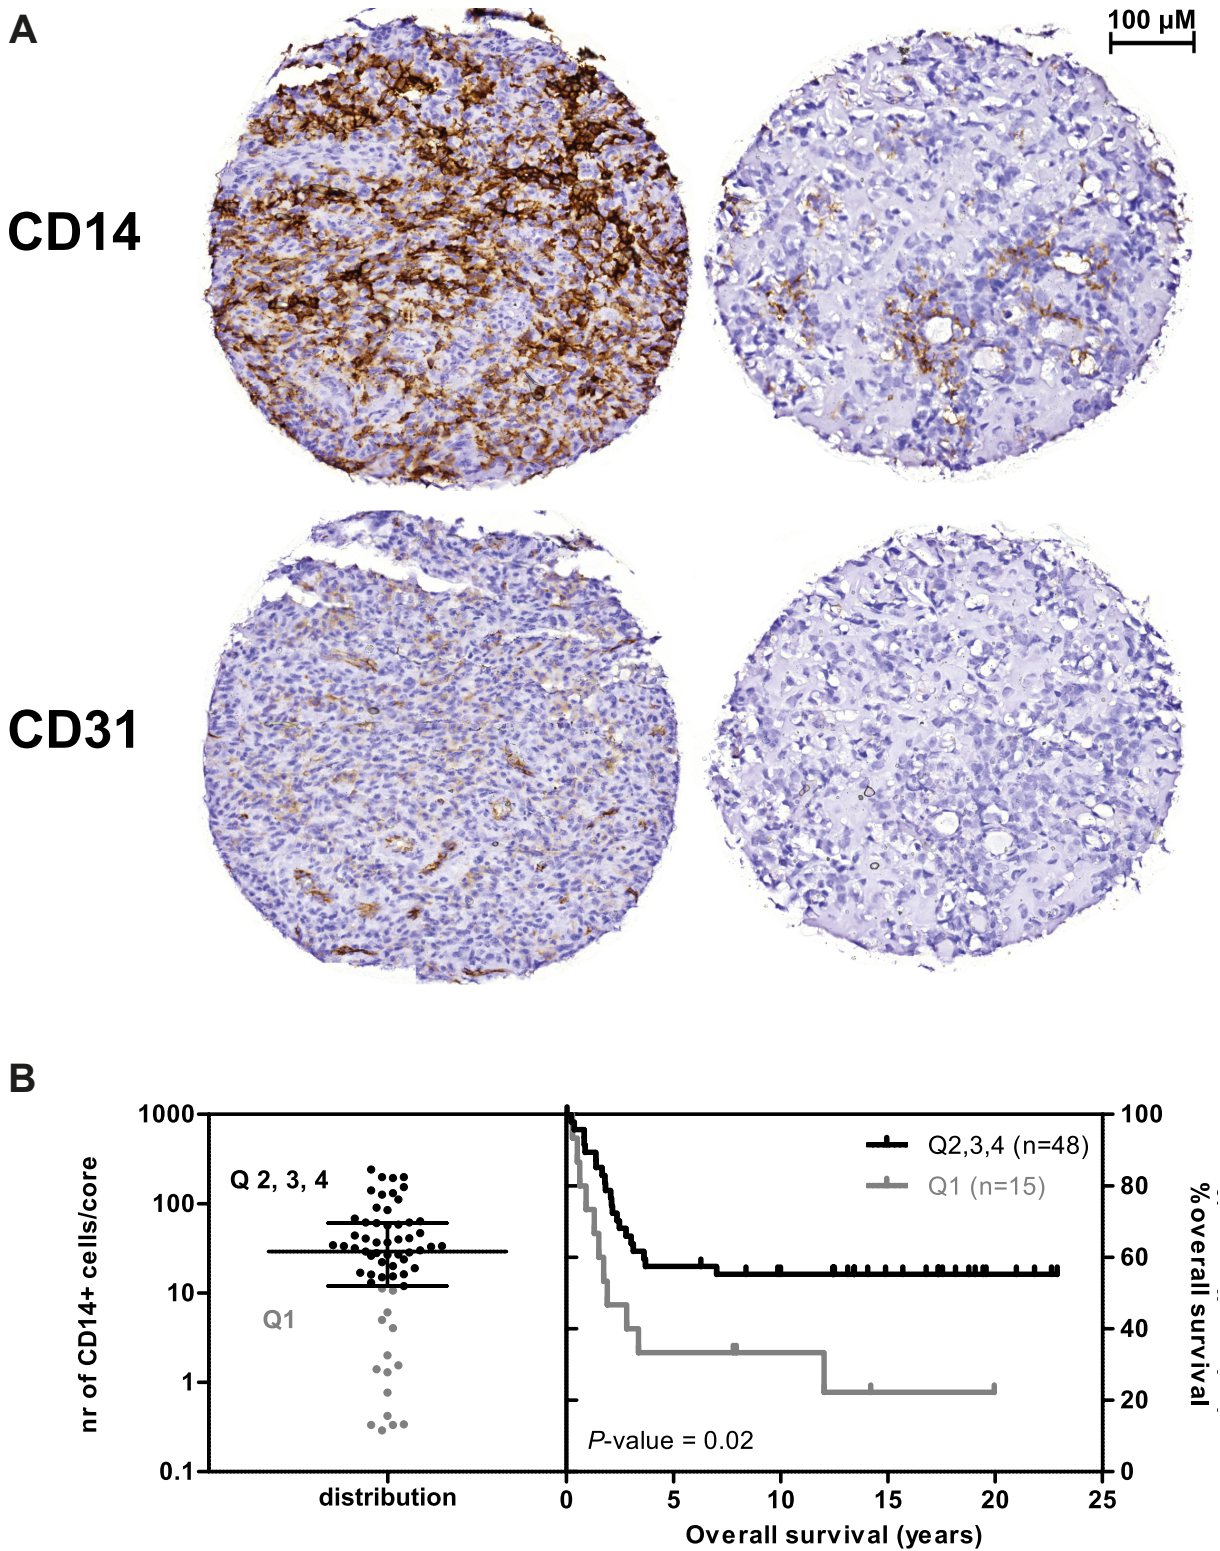 A
100 µM
CD14
CD31
B
1000
100
10
1
0.1
nr of CD14+ cells/core
Q 2, 3, 4
Q1
distribution
Q2,3,4 (n=48)
Q1 (n=15)
P-value = 0.02
0
5
10
15
20
25
Overall survival (years)
100
80
60
40
20
0
%overall survival